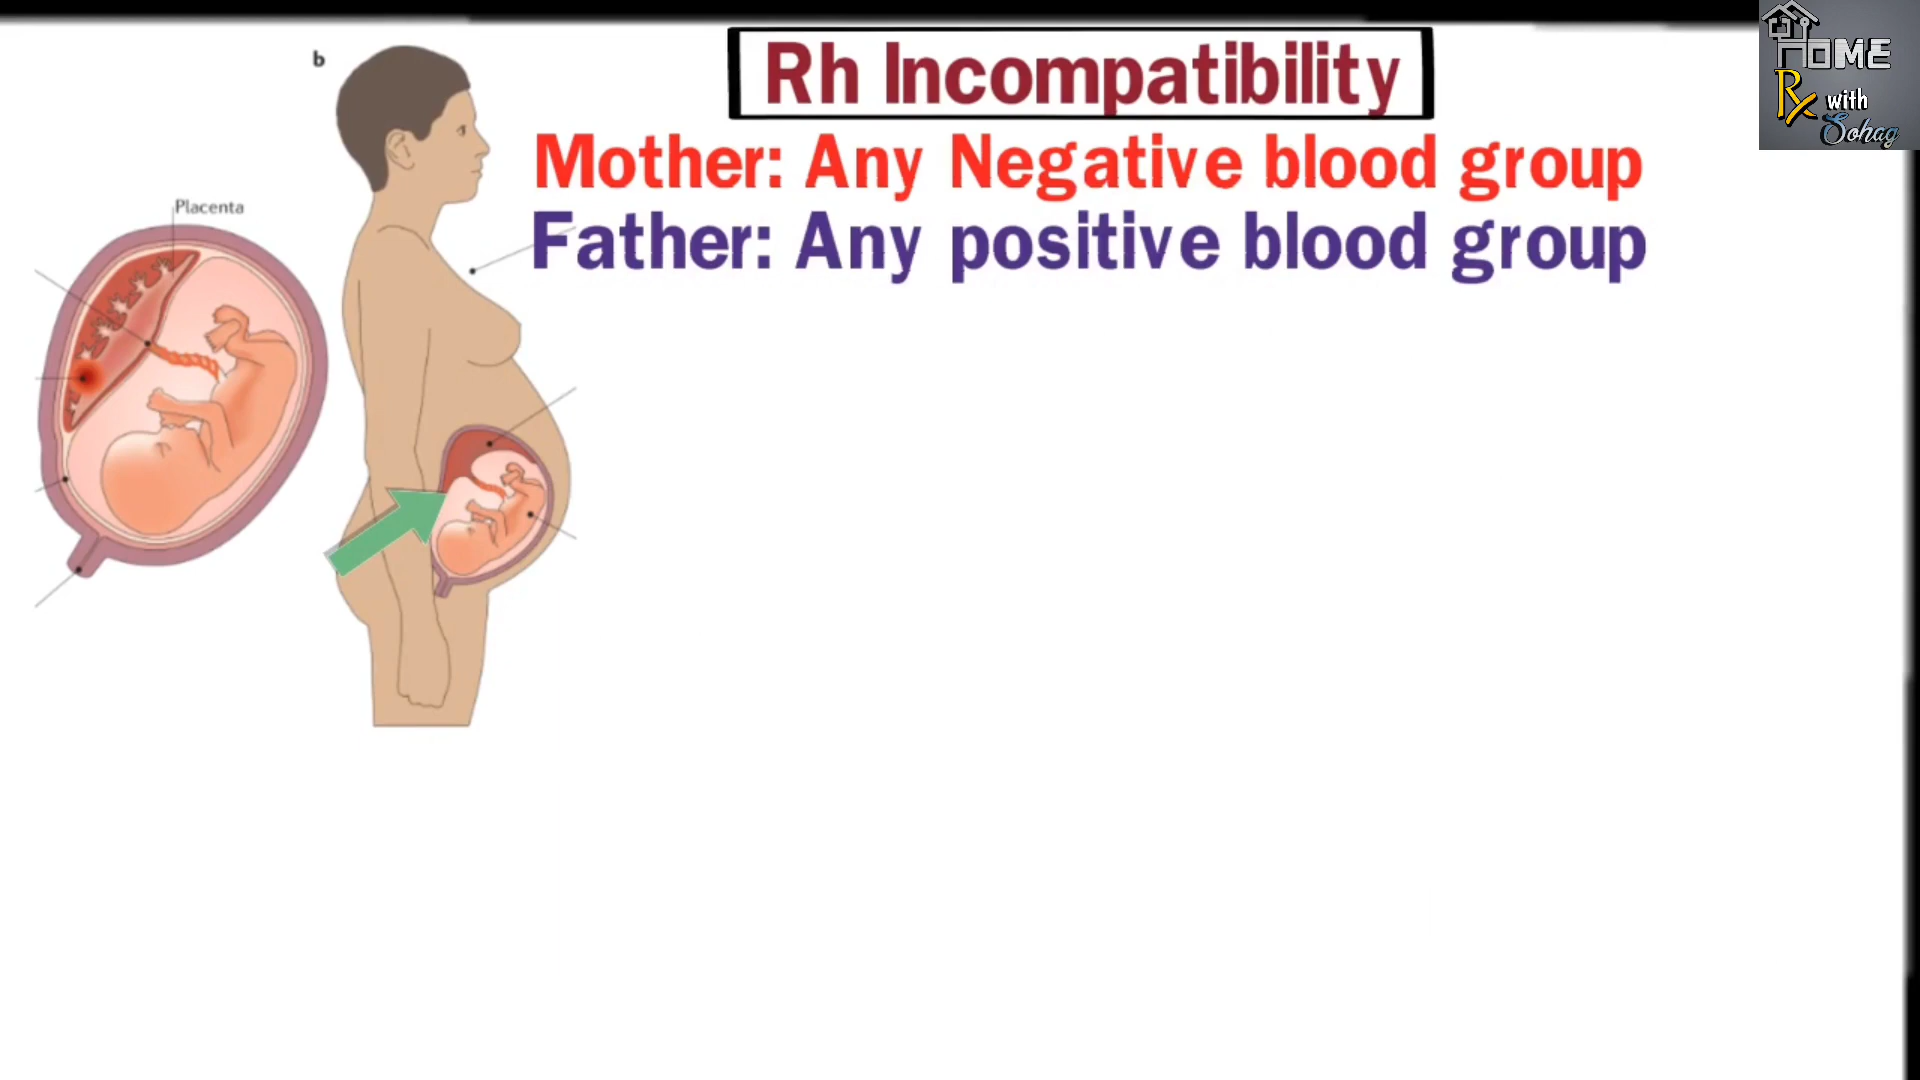 b
Rh Incompatibility
Mother: Any Negative blood group
Father: Any positive blood group
Placenta
HOME
Rx with
Sohag